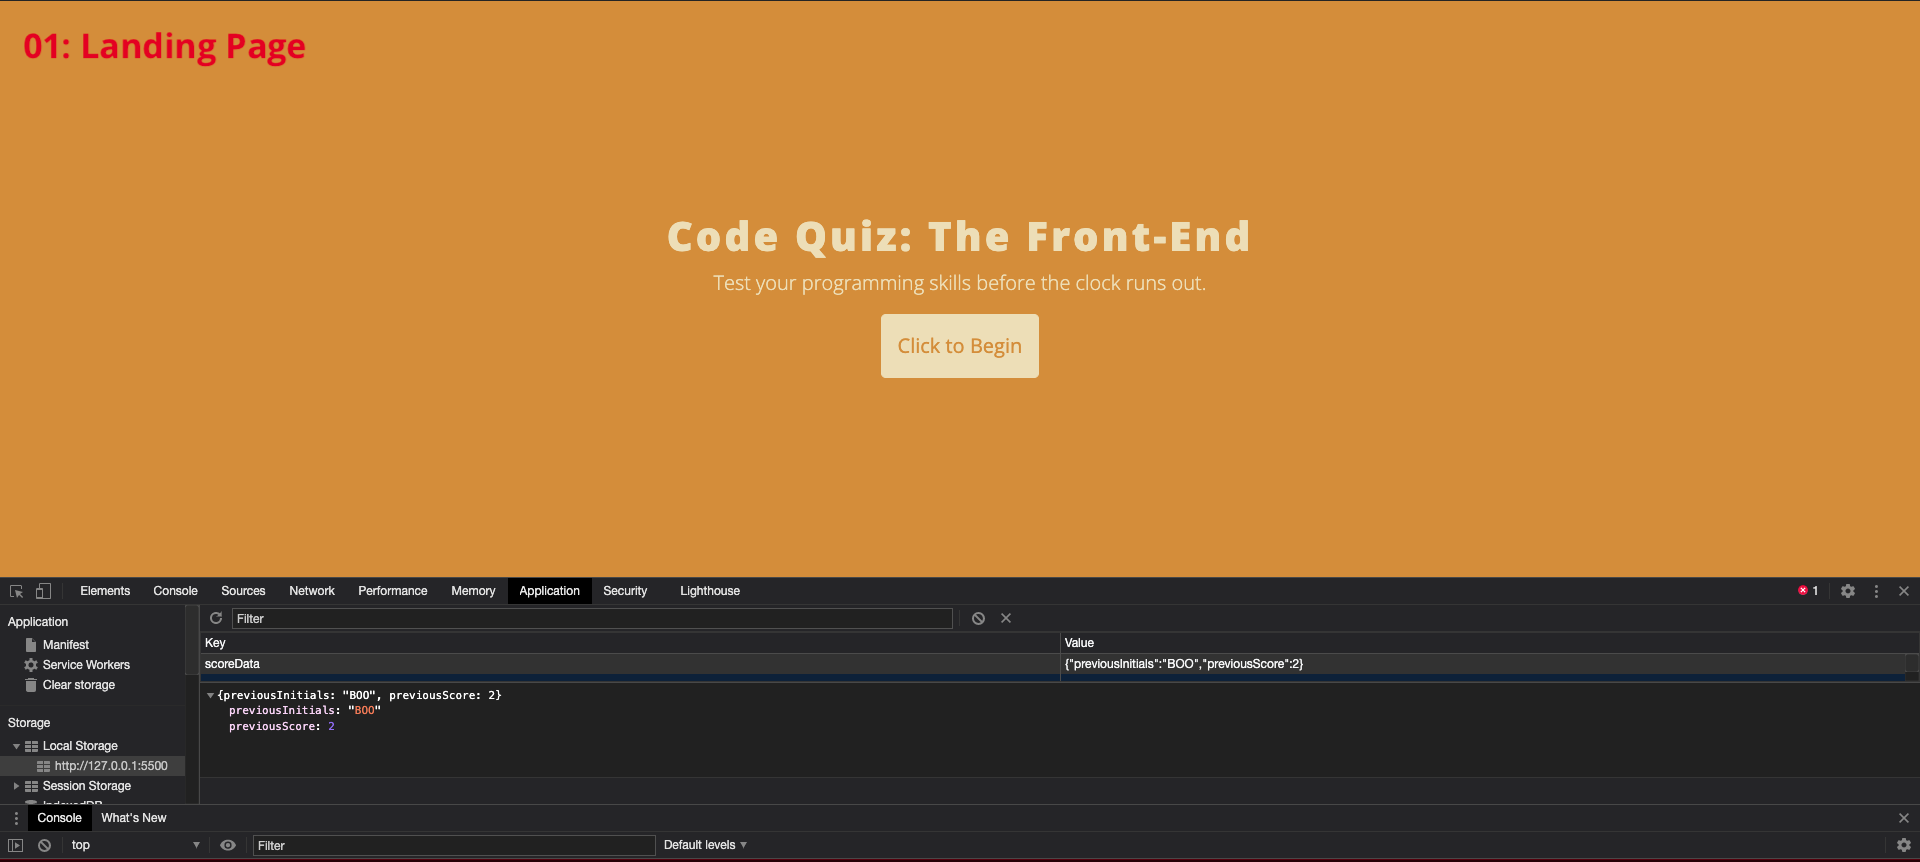 01: Landing Page
Code Quiz: The Front-End
Test your programming skills before the clock runs out.
Click to Begin
Elements Console Sources Network Performance Memory Application Security Lighthouse 1
Application
Manifest
Service Workers
Clear storage
Storage
Local Storage
http://127.0.0.1:5500
Session Storage
IndexedDB
Filter
Key Value
scoreData {"previousInitials":"BOO","previousScore":2}
{previousInitials: "BOO", previousScore: 2}
previousInitials: "BOO"
previousScore: 2
Console What's New
top Filter Default levels